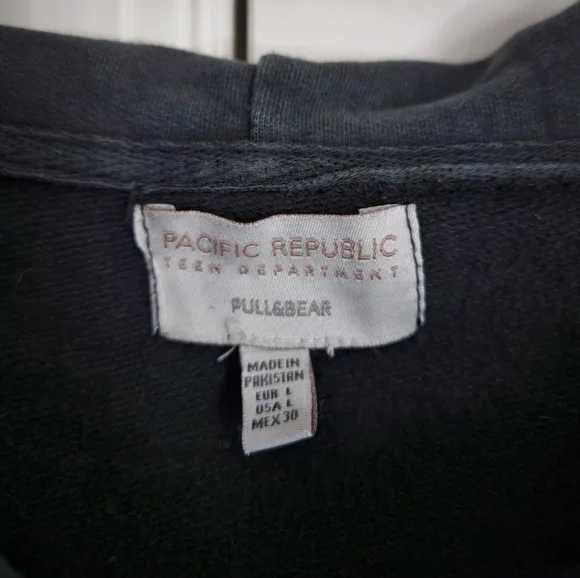 PACIFIC REPUBLIC
TEEN DEPARTMENT
PULL&BEAR
MADE IN
PAKISTAN
EUR L
USA L
MEX 30